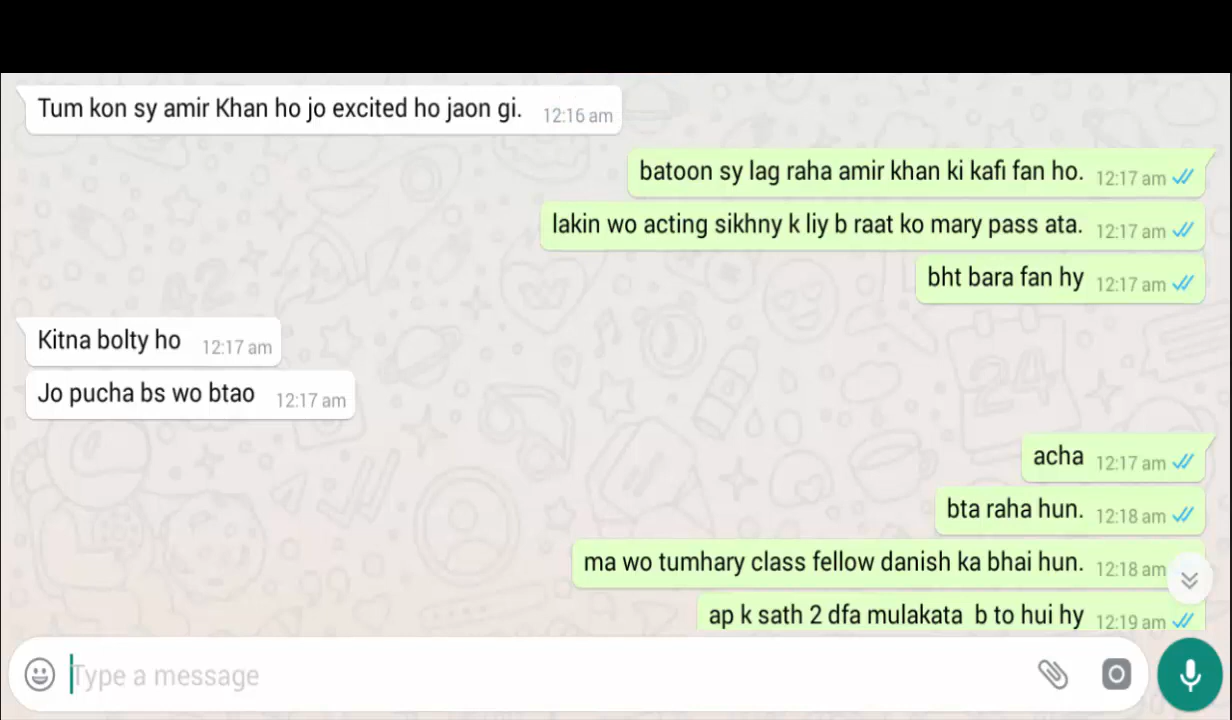 Tum kon sy amir Khan ho jo excited ho jaon gi. 12:16 am
batoon sy lag raha amir khan ki kafi fan ho. 12:17 am
lakin wo acting sikhny k liy b raat ko mary pass ata. 12:17 am
bht bara fan hy 12:17 am
Kitna bolty ho 12:17 am
Jo pucha bs wo btao 12:17 am
acha 12:17 am
bta raha hun. 12:18 am
ma wo tumhary class fellow danish ka bhai hun. 12:18 am
ap k sath 2 dfa mulakata b to hui hy 12:19 am
Type a message